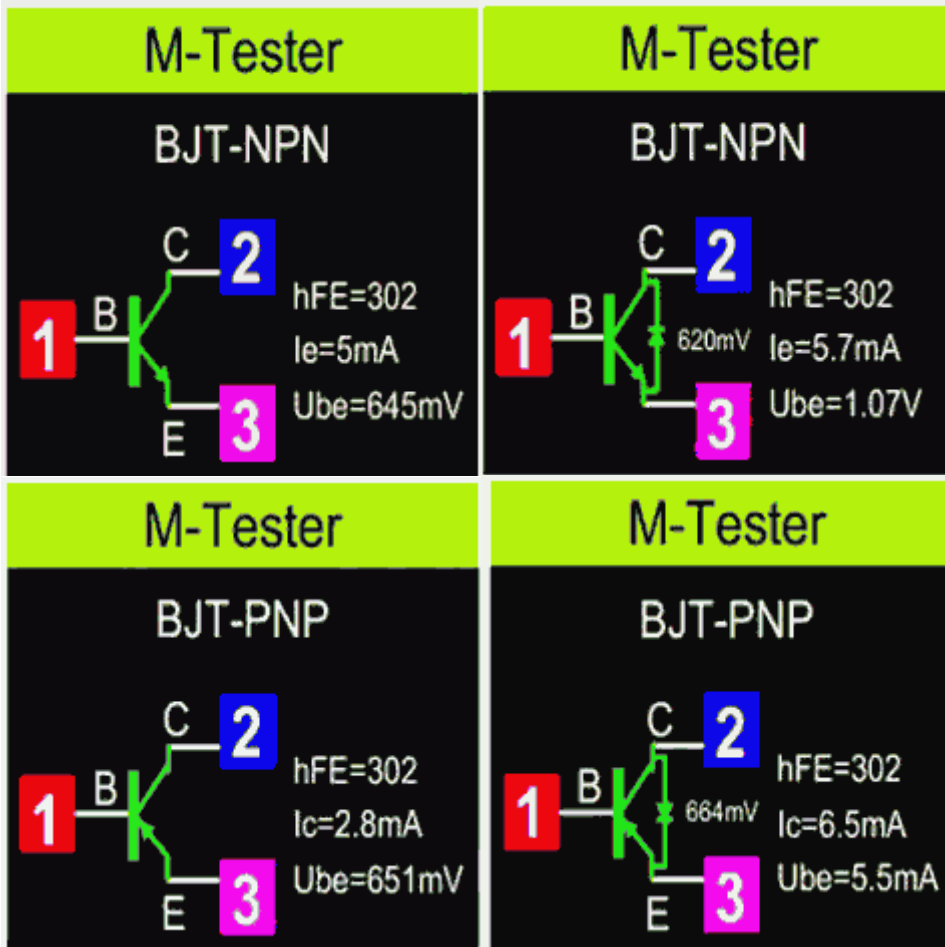 M-Tester
BJT-NPN
C 2
hFE=302
1 B
Ie=5mA
Ube=645mV
3
E
M-Tester
BJT-NPN
C 2
hFE=302
1 B
620mV Ie=5.7mA
Ube=1.07V
3
M-Tester
BJT-PNP
C 2
hFE=302
1 B
Ic=2.8mA
Ube=651mV
3
E
M-Tester
BJT-PNP
C 2
hFE=302
1 B
664mV Ic=6.5mA
Ube=5.5mA
3
E